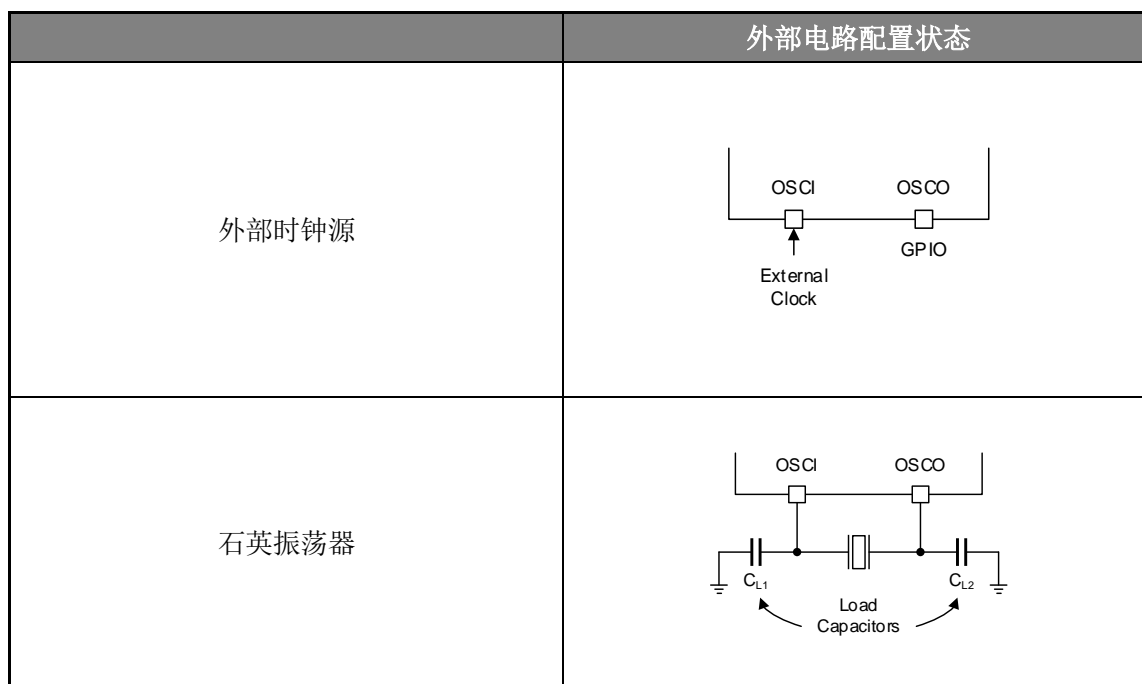 外部电路配置状态
外部时钟源
OSCI OSCO
GPIO
External
Clock
石英振荡器
OSCI OSCO
CL1 CL2
Load
Capacitors